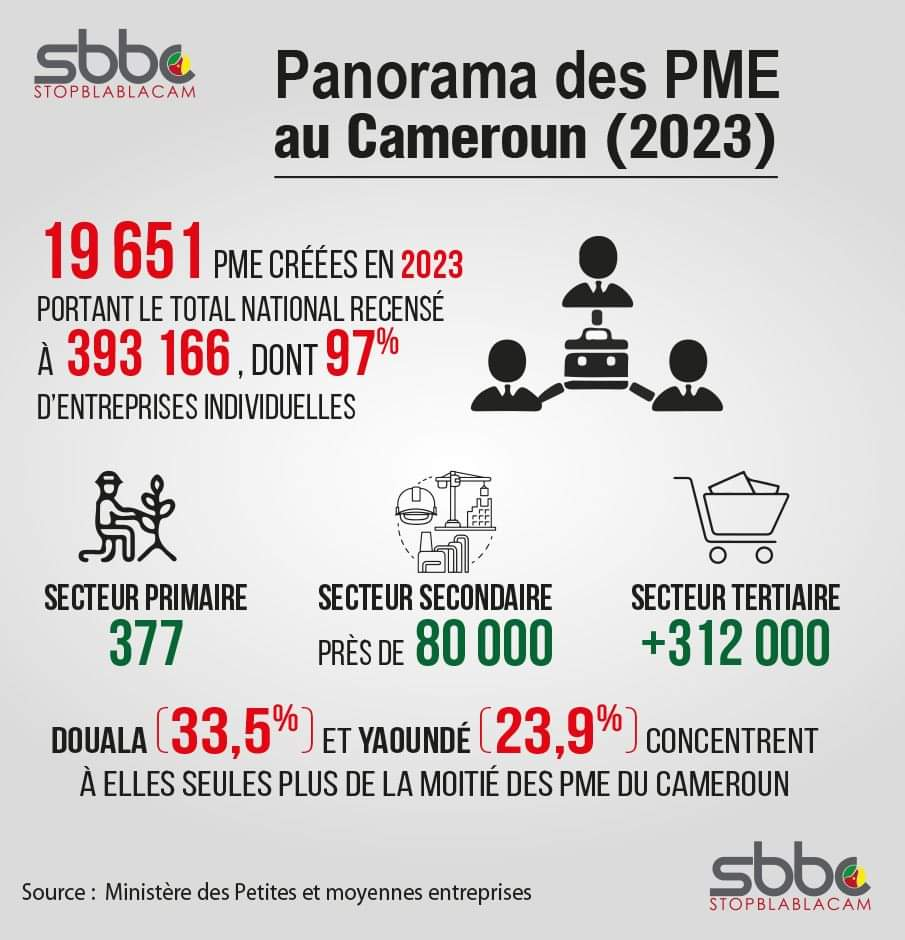 sbbc
STOPBLABLACAM
Panorama des PME
au Cameroun (2023)
19 651 PME CRÉÉES EN 2023
PORTANT LE TOTAL NATIONAL RECENSÉ
À 393 166 , DONT 97%
D'ENTREPRISES INDIVIDUELLES
SECTEUR PRIMAIRE
377
SECTEUR SECONDAIRE
PRÈS DE 80 000
SECTEUR TERTIAIRE
+312 000
DOUALA (33,5%) ET YAOUNDÉ (23,9%) CONCENTRENT
À ELLES SEULES PLUS DE LA MOITIÉ DES PME DU CAMEROUN
Source : Ministère des Petites et moyennes entreprises
sbbc
STOPBLABLACAM